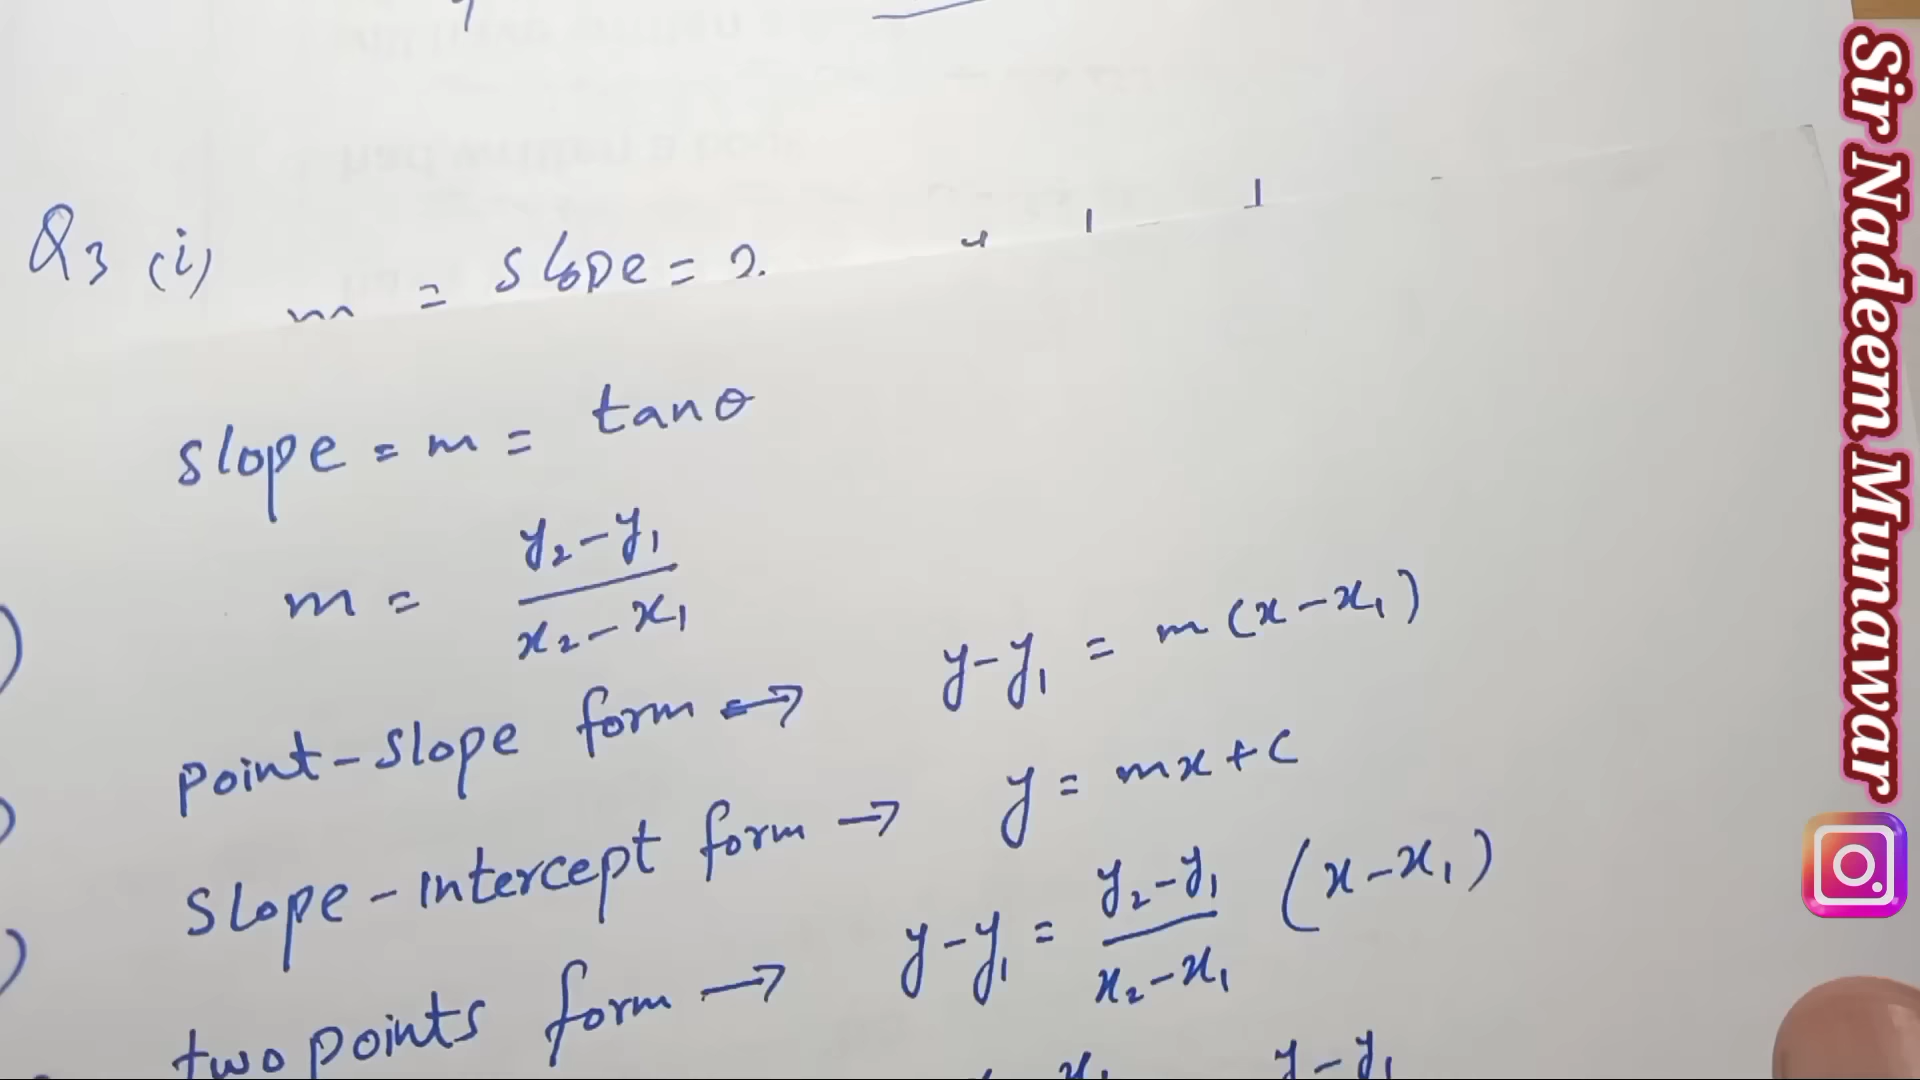 Q3 (i) m = slope = 2
slope = m = tanθ
m = y₂-y₁ / x₂-x₁
point-slope form → y-y₁ = m(x-x₁)
slope-intercept form → y = mx+c
two points form → y-y₁ = y₂-y₁ / x₂-x₁ (x-x₁)
y-y₁
Sir Nadeem Munawar